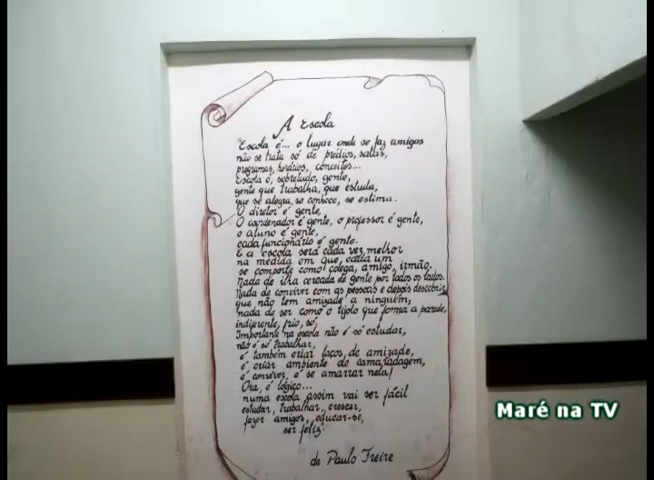 A Escola
"Escola é... o lugar onde se faz amigos
não se trata só de prédios, salas,
programas, horários, conceitos...
Escola é, sobretudo, gente,
gente que trabalha, que estuda,
que se alegra, se conhece, se estima.
O diretor é gente,
O coordenador é gente, o professor é gente,
o aluno é gente,
cada funcionário é gente.
E a escola será cada vez melhor
na medida em que, cada um
se comporte como colega, amigo, irmão.
Nada de ilha cercada de gente por todos os lados.
Nada de conviver com as pessoas e depois descobrir
que não tem amizade a ninguém,
nada de ser como o tijolo que forma a parede,
indiferente, frio, só,
Importante na escola não é só estudar,
não é só trabalhar,
é também criar laços, de amizade,
é criar ambiente de camaradagem,
é conviver, é se amarrar nela!
Ora, é lógico...
numa escola assim vai ser fácil
estudar, trabalhar, crescer,
fazer amigos, educar-se,
ser feliz."
de Paulo Freire
Maré na TV